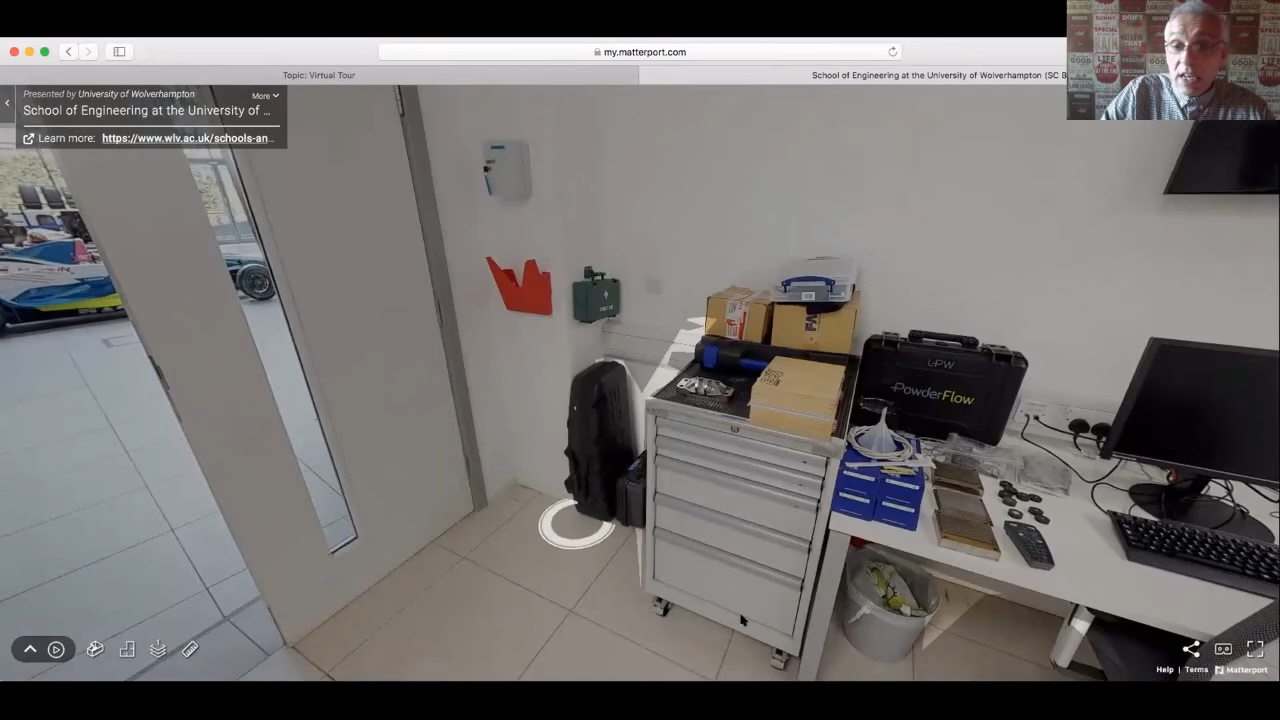 my.matterport.com
Topic: Virtual Tour
School of Engineering at the University of Wolverhampton (SC B
Presented by University of Wolverhampton
More
School of Engineering at the University of ...
Learn more: https://www.wlv.ac.uk/schools-an...
FIRST AID
LPW
PowderFlow
Help | Terms
Matterport